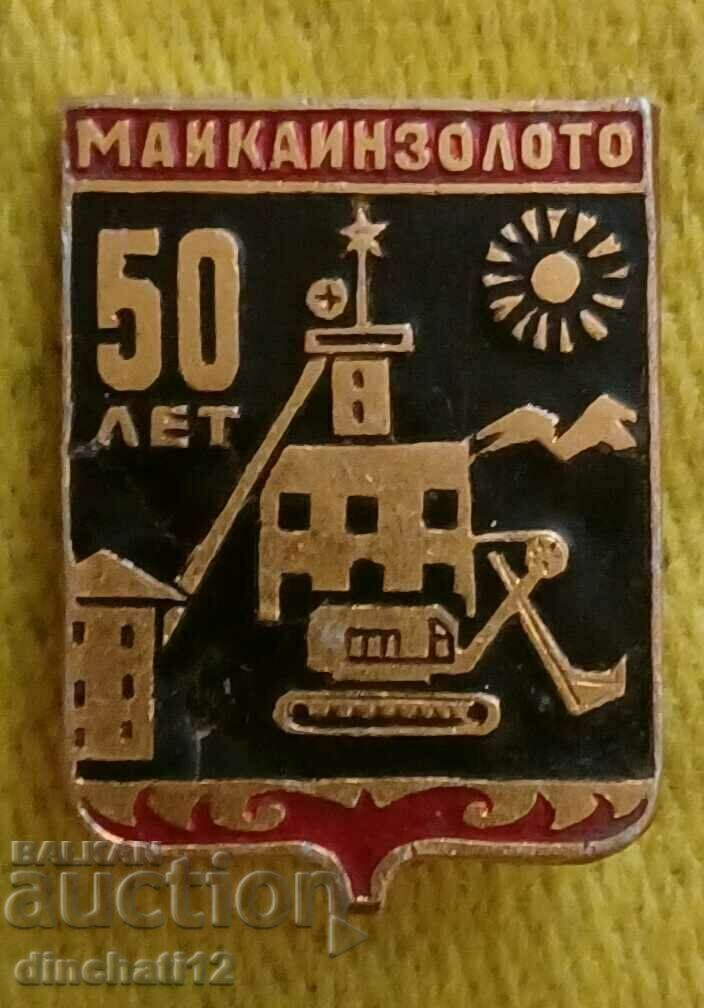 МАИКАИНЗОЛОТО
50
ЛЕТ
BALKAN
auction
dinchati12